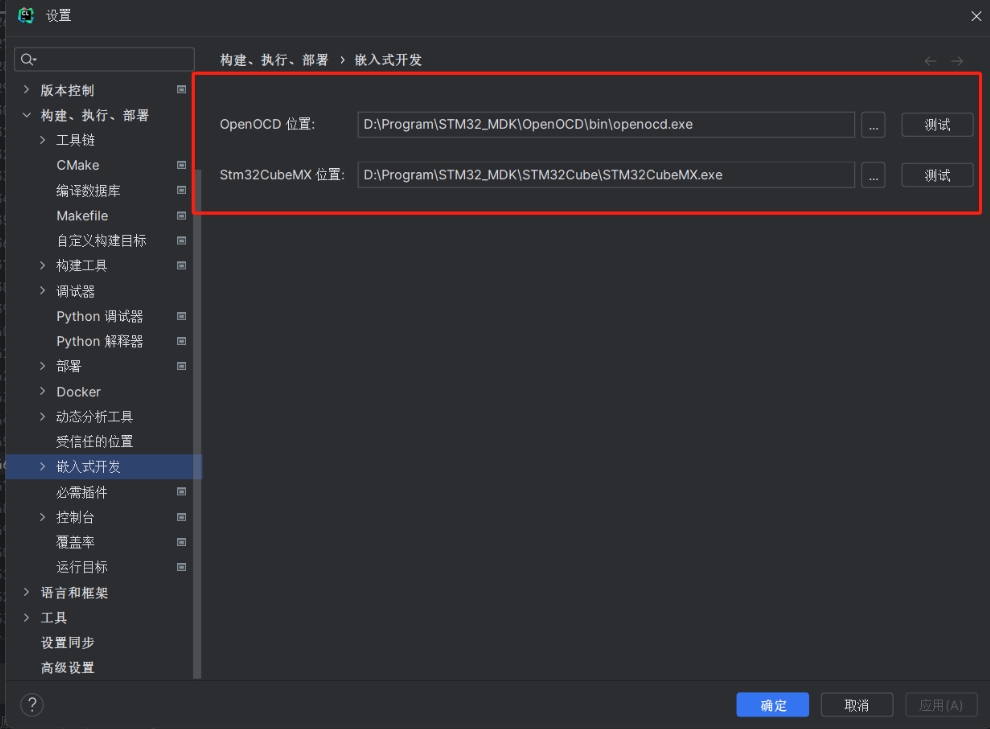 CL 设置
构建、执行、部署 › 嵌入式开发
版本控制
构建、执行、部署
工具链
CMake
编译数据库
Makefile
自定义构建目标
构建工具
调试器
Python 调试器
Python 解释器
部署
Docker
动态分析工具
受信任的位置
嵌入式开发
必需插件
控制台
覆盖率
运行目标
语言和框架
工具
设置同步
高级设置
OpenOCD 位置: D:\Program\STM32_MDK\OpenOCD\bin\openocd.exe ... 测试
Stm32CubeMX 位置: D:\Program\STM32_MDK\STM32Cube\STM32CubeMX.exe ... 测试
? 确定 取消 应用(A)